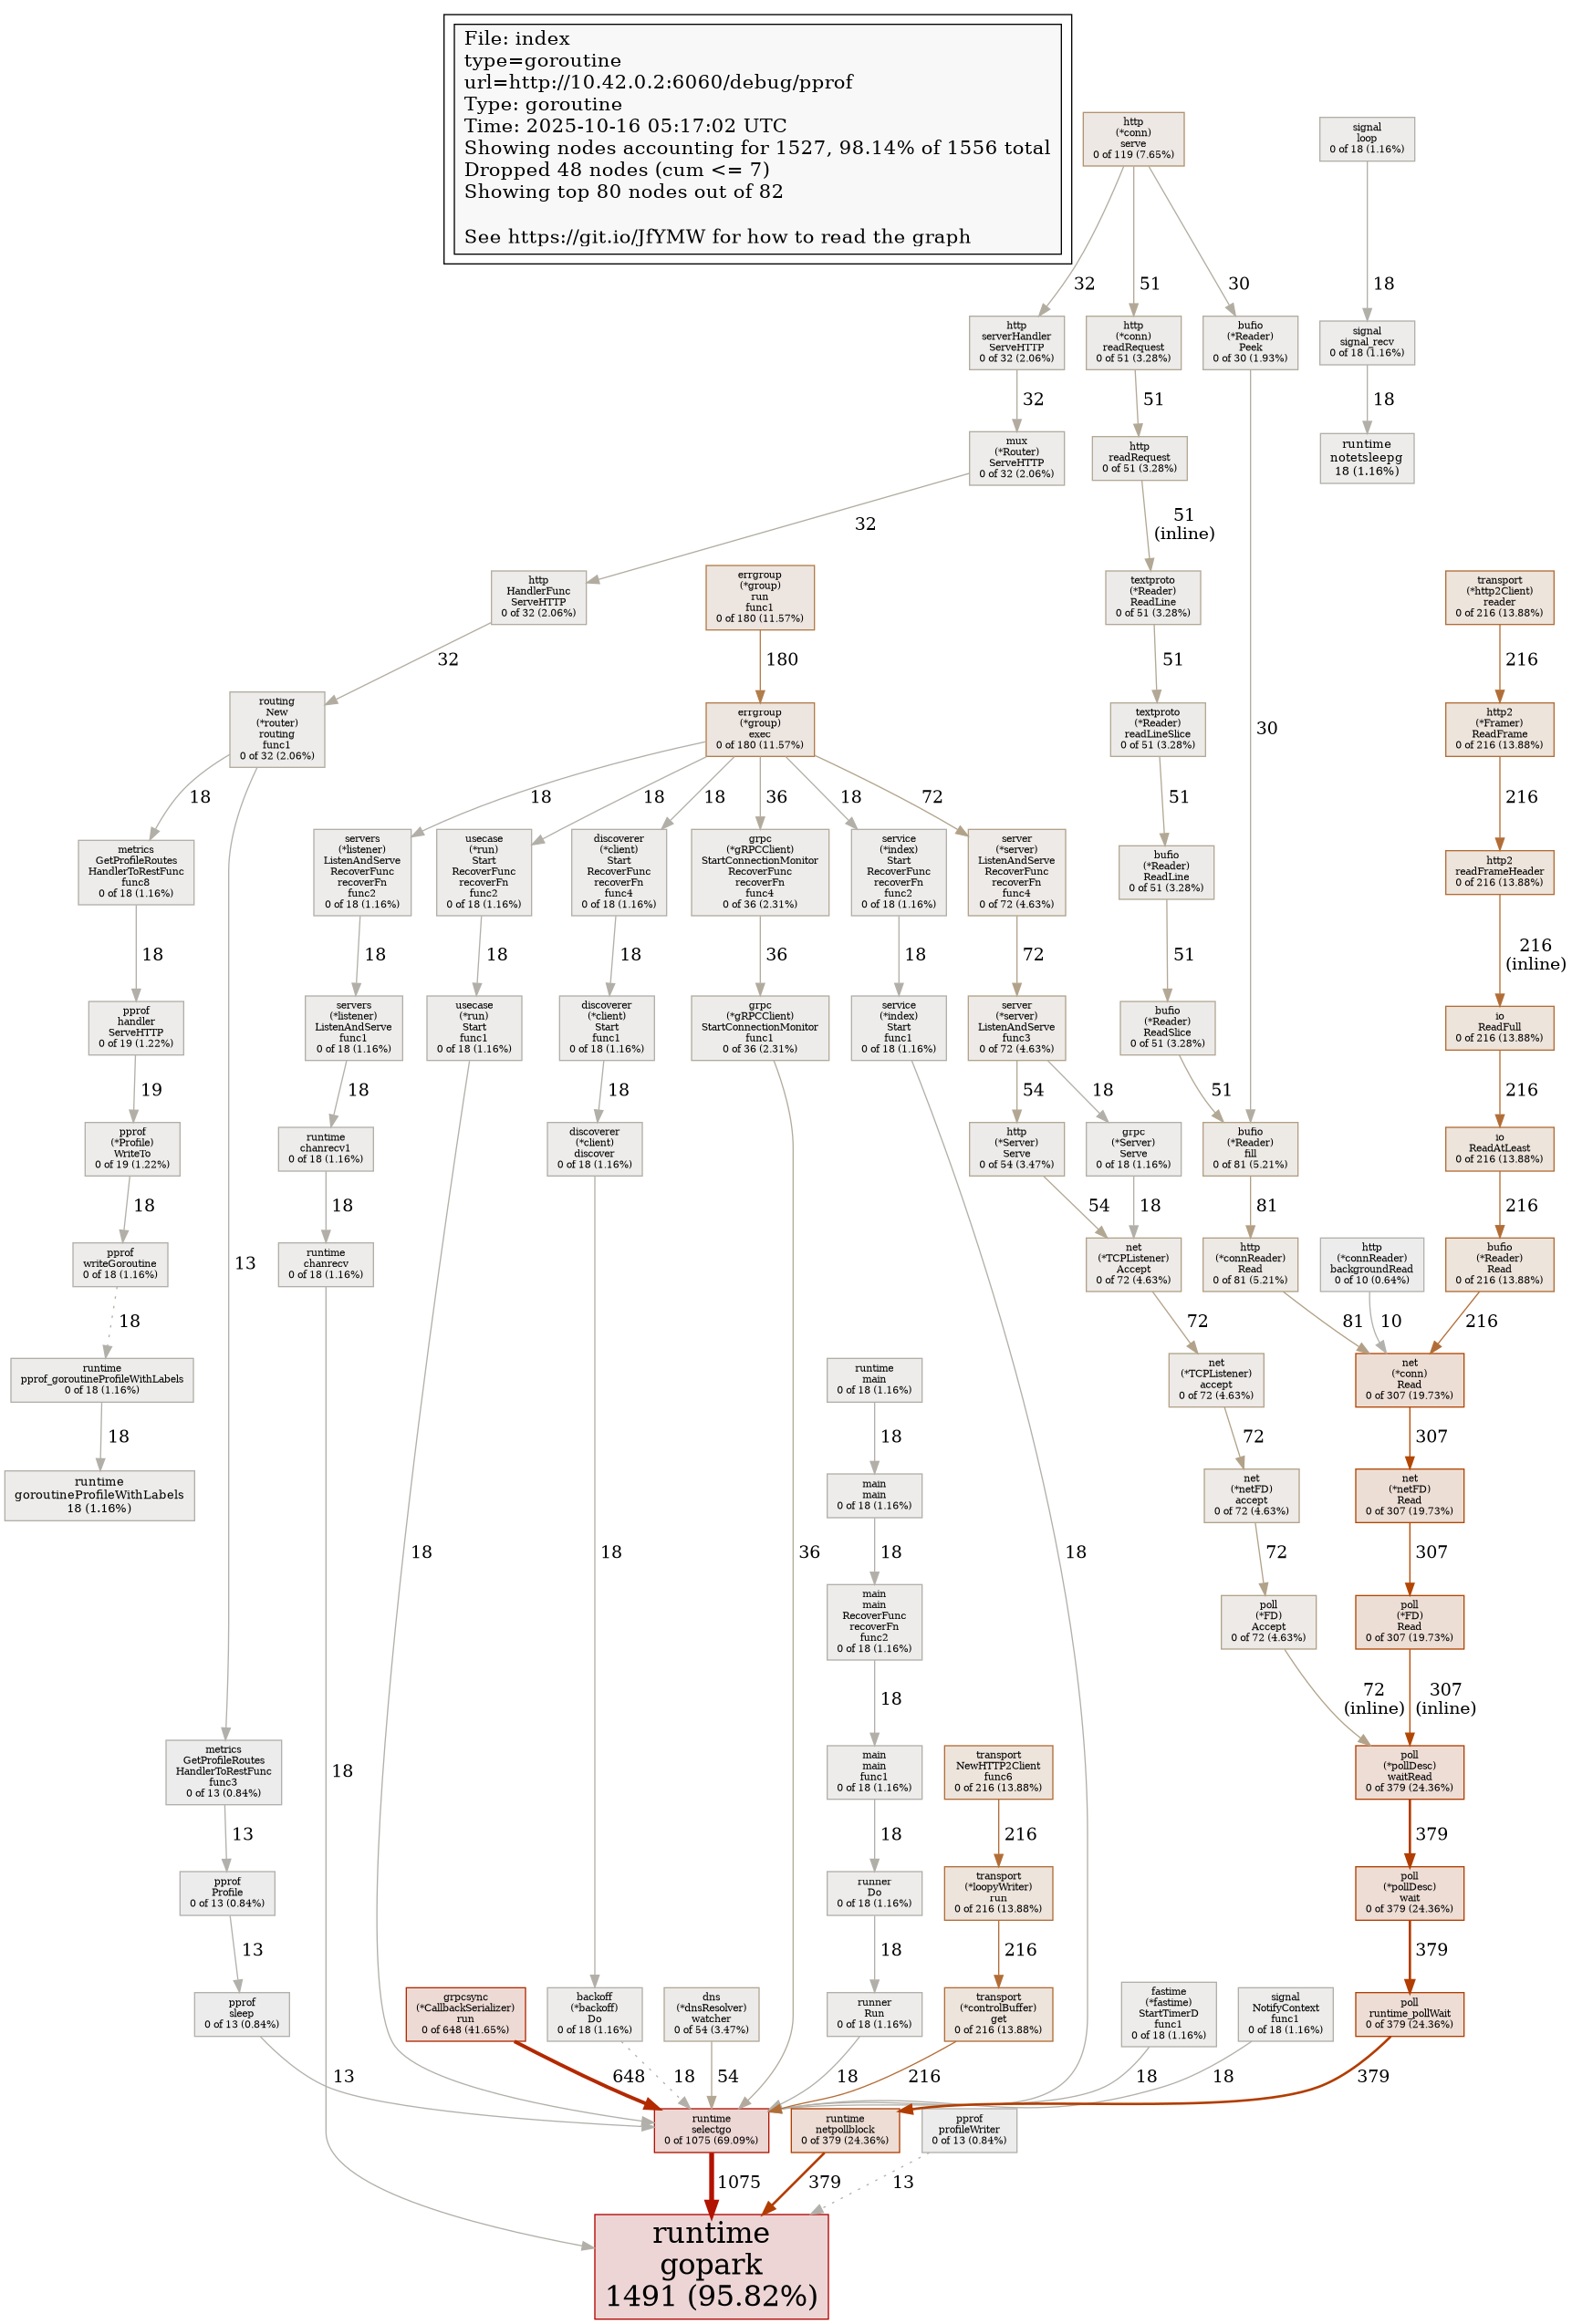 File: index
type=goroutine
url=http://10.42.0.2:6060/debug/pprof
Type: goroutine
Time: 2025-10-16 05:17:02 UTC
Showing nodes accounting for 1527, 98.14% of 1556 total
Dropped 48 nodes (cum <= 7)
Showing top 80 nodes out of 82
See https://git.io/JfYMW for how to read the graph
http
(*conn)
serve
0 of 119 (7.65%)
signal
loop
0 of 18 (1.16%)
32
51
30
18
http
serverHandler
ServeHTTP
0 of 32 (2.06%)
http
(*conn)
readRequest
0 of 51 (3.28%)
bufio
(*Reader)
Peek
0 of 30 (1.93%)
signal
signal_recv
0 of 18 (1.16%)
32
51
18
mux
(*Router)
ServeHTTP
0 of 32 (2.06%)
http
readRequest
0 of 51 (3.28%)
runtime
notetsleepg
18 (1.16%)
32
51
(inline)
http
HandlerFunc
ServeHTTP
0 of 32 (2.06%)
errgroup
(*group)
run
func1
0 of 180 (11.57%)
textproto
(*Reader)
ReadLine
0 of 51 (3.28%)
transport
(*http2Client)
reader
0 of 216 (13.88%)
32
180
51
216
routing
New
(*router)
routing
func1
0 of 32 (2.06%)
errgroup
(*group)
exec
0 of 180 (11.57%)
textproto
(*Reader)
readLineSlice
0 of 51 (3.28%)
30
http2
(*Framer)
ReadFrame
0 of 216 (13.88%)
18
18
18
18
36
18
72
51
216
metrics
GetProfileRoutes
HandlerToRestFunc
func8
0 of 18 (1.16%)
servers
(*listener)
ListenAndServe
RecoverFunc
recoverFn
func2
0 of 18 (1.16%)
usecase
(*run)
Start
RecoverFunc
recoverFn
func2
0 of 18 (1.16%)
discoverer
(*client)
Start
RecoverFunc
recoverFn
func4
0 of 18 (1.16%)
grpc
(*gRPCClient)
StartConnectionMonitor
RecoverFunc
recoverFn
func4
0 of 36 (2.31%)
service
(*index)
Start
RecoverFunc
recoverFn
func2
0 of 18 (1.16%)
server
(*server)
ListenAndServe
RecoverFunc
recoverFn
func4
0 of 72 (4.63%)
bufio
(*Reader)
ReadLine
0 of 51 (3.28%)
http2
readFrameHeader
0 of 216 (13.88%)
18
18
18
18
36
18
72
51
216
(inline)
pprof
handler
ServeHTTP
0 of 19 (1.22%)
servers
(*listener)
ListenAndServe
func1
0 of 18 (1.16%)
usecase
(*run)
Start
func1
0 of 18 (1.16%)
discoverer
(*client)
Start
func1
0 of 18 (1.16%)
grpc
(*gRPCClient)
StartConnectionMonitor
func1
0 of 36 (2.31%)
service
(*index)
Start
func1
0 of 18 (1.16%)
server
(*server)
ListenAndServe
func3
0 of 72 (4.63%)
bufio
(*Reader)
ReadSlice
0 of 51 (3.28%)
io
ReadFull
0 of 216 (13.88%)
19
18
18
54
18
51
216
pprof
(*Profile)
WriteTo
0 of 19 (1.22%)
runtime
chanrecv1
0 of 18 (1.16%)
discoverer
(*client)
discover
0 of 18 (1.16%)
http
(*Server)
Serve
0 of 54 (3.47%)
grpc
(*Server)
Serve
0 of 18 (1.16%)
bufio
(*Reader)
fill
0 of 81 (5.21%)
io
ReadAtLeast
0 of 216 (13.88%)
18
18
54
18
81
216
pprof
writeGoroutine
0 of 18 (1.16%)
13
runtime
chanrecv
0 of 18 (1.16%)
net
(*TCPListener)
Accept
0 of 72 (4.63%)
http
(*connReader)
Read
0 of 81 (5.21%)
http
(*connReader)
backgroundRead
0 of 10 (0.64%)
bufio
(*Reader)
Read
0 of 216 (13.88%)
18
72
81
10
216
runtime
pprof_goroutineProfileWithLabels
0 of 18 (1.16%)
runtime
main
0 of 18 (1.16%)
net
(*TCPListener)
accept
0 of 72 (4.63%)
net
(*conn)
Read
0 of 307 (19.73%)
18
18
72
307
runtime
goroutineProfileWithLabels
18 (1.16%)
main
main
0 of 18 (1.16%)
net
(*netFD)
accept
0 of 72 (4.63%)
net
(*netFD)
Read
0 of 307 (19.73%)
18
18
36
18
18
72
307
main
main
RecoverFunc
recoverFn
func2
0 of 18 (1.16%)
poll
(*FD)
Accept
0 of 72 (4.63%)
poll
(*FD)
Read
0 of 307 (19.73%)
18
72
(inline)
307
(inline)
metrics
GetProfileRoutes
HandlerToRestFunc
func3
0 of 13 (0.84%)
18
main
main
func1
0 of 18 (1.16%)
transport
NewHTTP2Client
func6
0 of 216 (13.88%)
poll
(*pollDesc)
waitRead
0 of 379 (24.36%)
13
18
216
379
pprof
Profile
0 of 13 (0.84%)
runner
Do
0 of 18 (1.16%)
transport
(*loopyWriter)
run
0 of 216 (13.88%)
poll
(*pollDesc)
wait
0 of 379 (24.36%)
13
18
216
379
pprof
sleep
0 of 13 (0.84%)
grpcsync
(*CallbackSerializer)
run
0 of 648 (41.65%)
backoff
(*backoff)
Do
0 of 18 (1.16%)
dns
(*dnsResolver)
watcher
0 of 54 (3.47%)
runner
Run
0 of 18 (1.16%)
transport
(*controlBuffer)
get
0 of 216 (13.88%)
fastime
(*fastime)
StartTimerD
func1
0 of 18 (1.16%)
signal
NotifyContext
func1
0 of 18 (1.16%)
poll
runtime_pollWait
0 of 379 (24.36%)
13
648
18
54
18
216
18
18
379
runtime
selectgo
0 of 1075 (69.09%)
runtime
netpollblock
0 of 379 (24.36%)
pprof
profileWriter
0 of 13 (0.84%)
1075
379
13
runtime
gopark
1491 (95.82%)